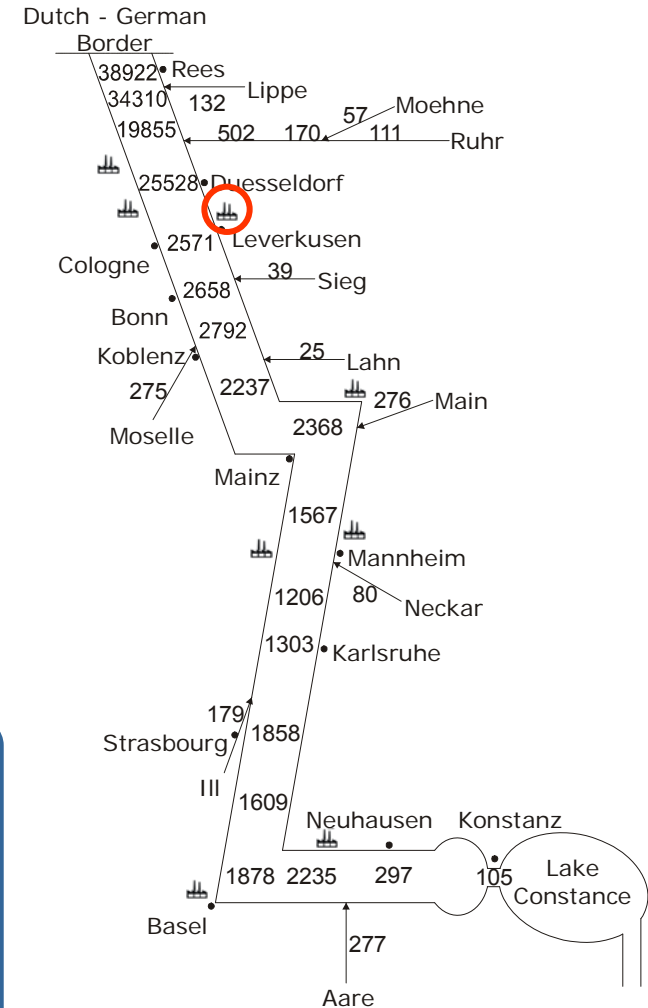 Dutch - German
Border
38922
Rees
34310
132
Lippe
19855
502
170
57
111
Moehne
Ruhr
25528
Duesseldorf
2571
Leverkusen
Cologne
39
Sieg
2658
Bonn
2792
Koblenz
25
Lahn
275
2237
276
Main
Moselle
2368
Mainz
1567
Mannheim
1206
80
Neckar
1303
Karlsruhe
179
Strasbourg
1858
Ill
1609
Neuhausen
Konstanz
1878
2235
297
105
Lake
Constance
Basel
277
Aare